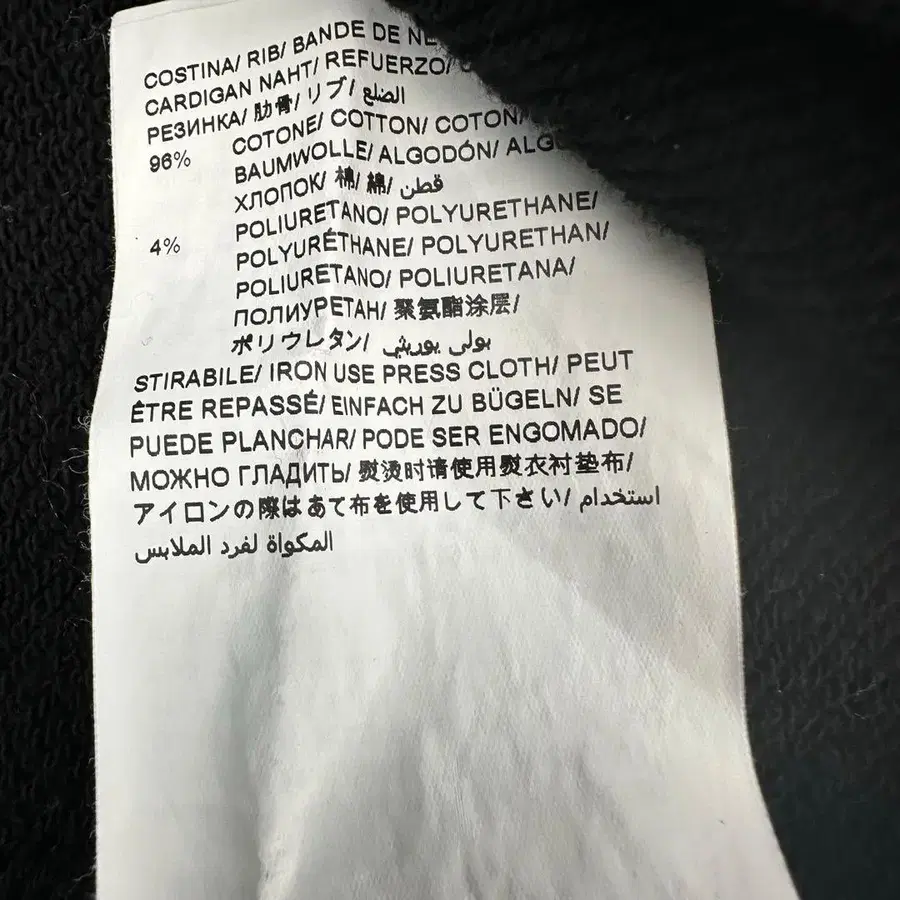 COSTINA/ RIB/ BANDE DE
CARDIGAN NAHT/ REFUERZO/
РЕЗИНКА/ 肋骨/ リブ/ الضلع
96% COTONE/ COTTON/ COTON/
BAUMWOLLE/ ALGODÓN/
ХЛОПОК/ 棉/ 綿/ قطن
4% POLIURETANO/ POLYURETHANE/
POLYURÉTHANE/ POLYURETHAN/
POLIURETANO/ POLIURETANA/
ПОЛИУРЕТАН/ 聚氨酯涂层/
ポリウレタン/ بولي يوريثي
STIRABILE/ IRON USE PRESS CLOTH/ PEUT
ÊTRE REPASSÉ/ EINFACH ZU BÜGELN/ SE
PUEDE PLANCHAR/ PODE SER ENGOMADO/
МОЖНО ГЛАДИТЬ/ 熨烫时请使用熨衣衬垫布/
アイロンの際はあて布を使用して下さい/ استخدام
المكواة لفرد الملابس